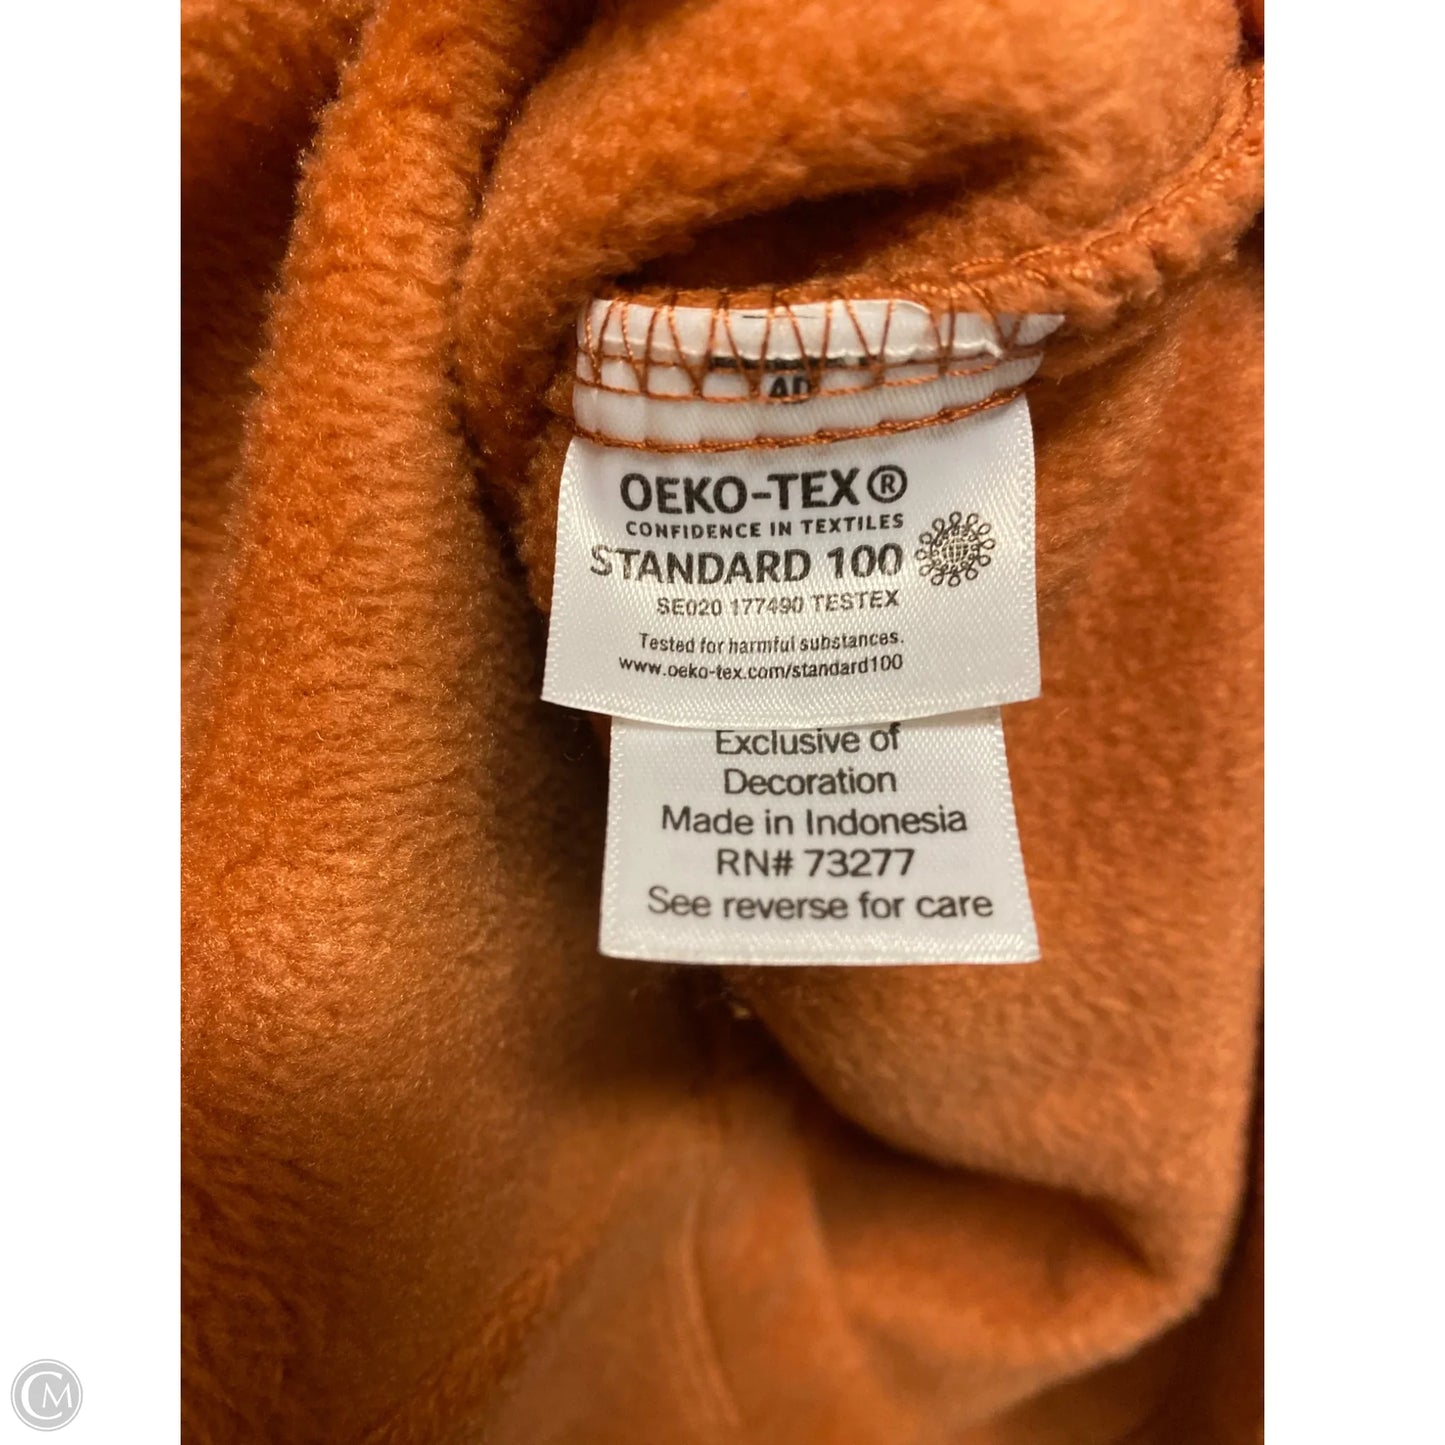 OEKO-TEX®
CONFIDENCE IN TEXTILES
STANDARD 100
SE020 177490 TESTEX
Tested for harmful substances.
www.oeko-tex.com/standard100
Exclusive of
Decoration
Made in Indonesia
RN# 73277
See reverse for care
CM